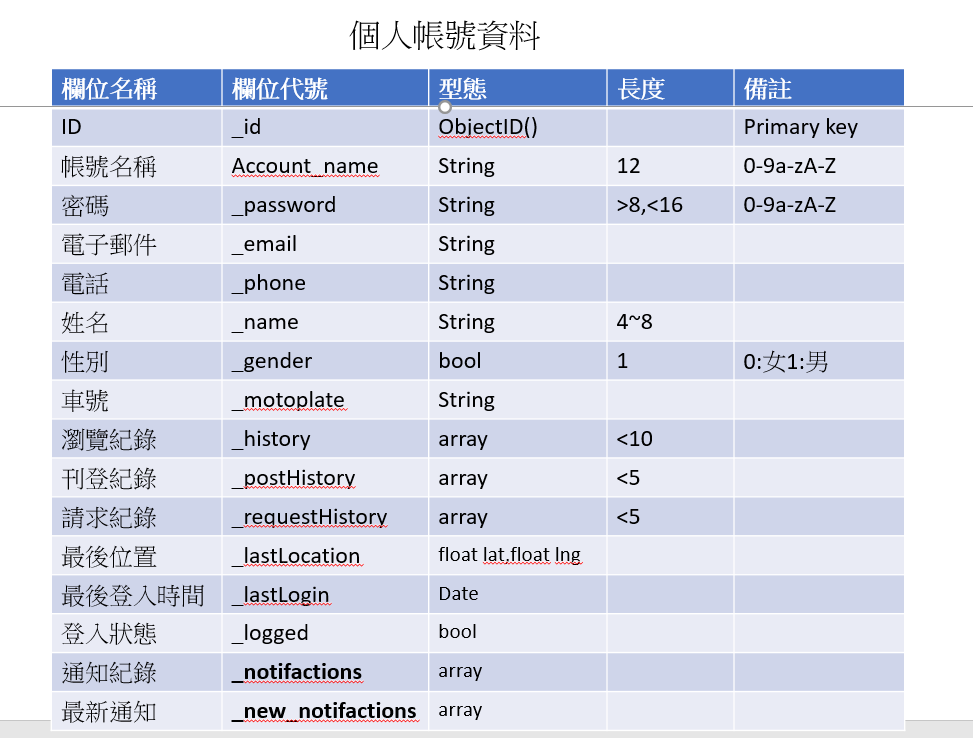 個人帳號資料
欄位名稱 欄位代號 型態 長度 備註
ID _id ObjectID() Primary key
帳號名稱 Account_name String 12 0-9a-zA-Z
密碼 _password String >8,<16 0-9a-zA-Z
電子郵件 _email String
電話 _phone String
姓名 _name String 4~8
性別 _gender bool 1 0:女1:男
車號 _motoplate String
瀏覽紀錄 _history array <10
刊登紀錄 _postHistory array <5
請求紀錄 _requestHistory array <5
最後位置 _lastLocation float lat,float lng
最後登入時間 _lastLogin Date
登入狀態 _logged bool
通知紀錄 _notifactions array
最新通知 _new_notifactions array